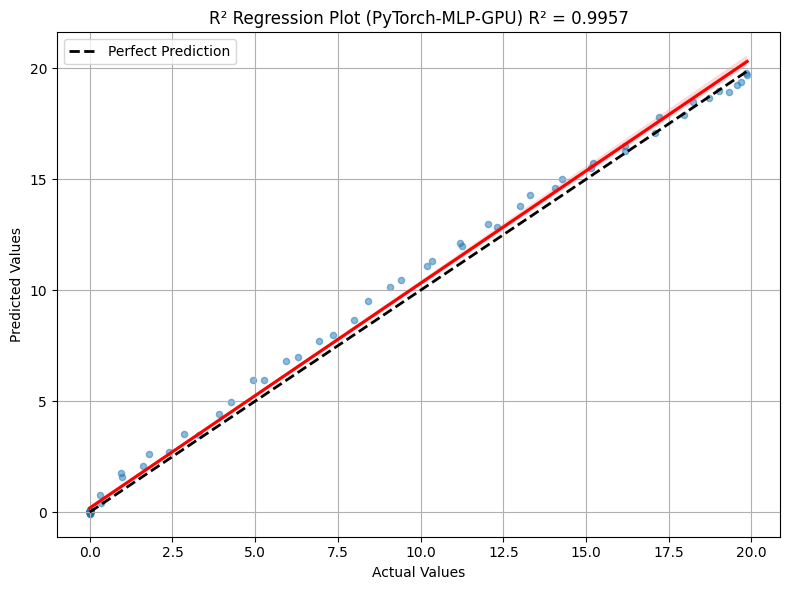 R² Regression Plot (PyTorch-MLP-GPU) R² = 0.9957
Perfect Prediction
20
15
10
5
0
Predicted Values
0.0 2.5 5.0 7.5 10.0 12.5 15.0 17.5 20.0
Actual Values